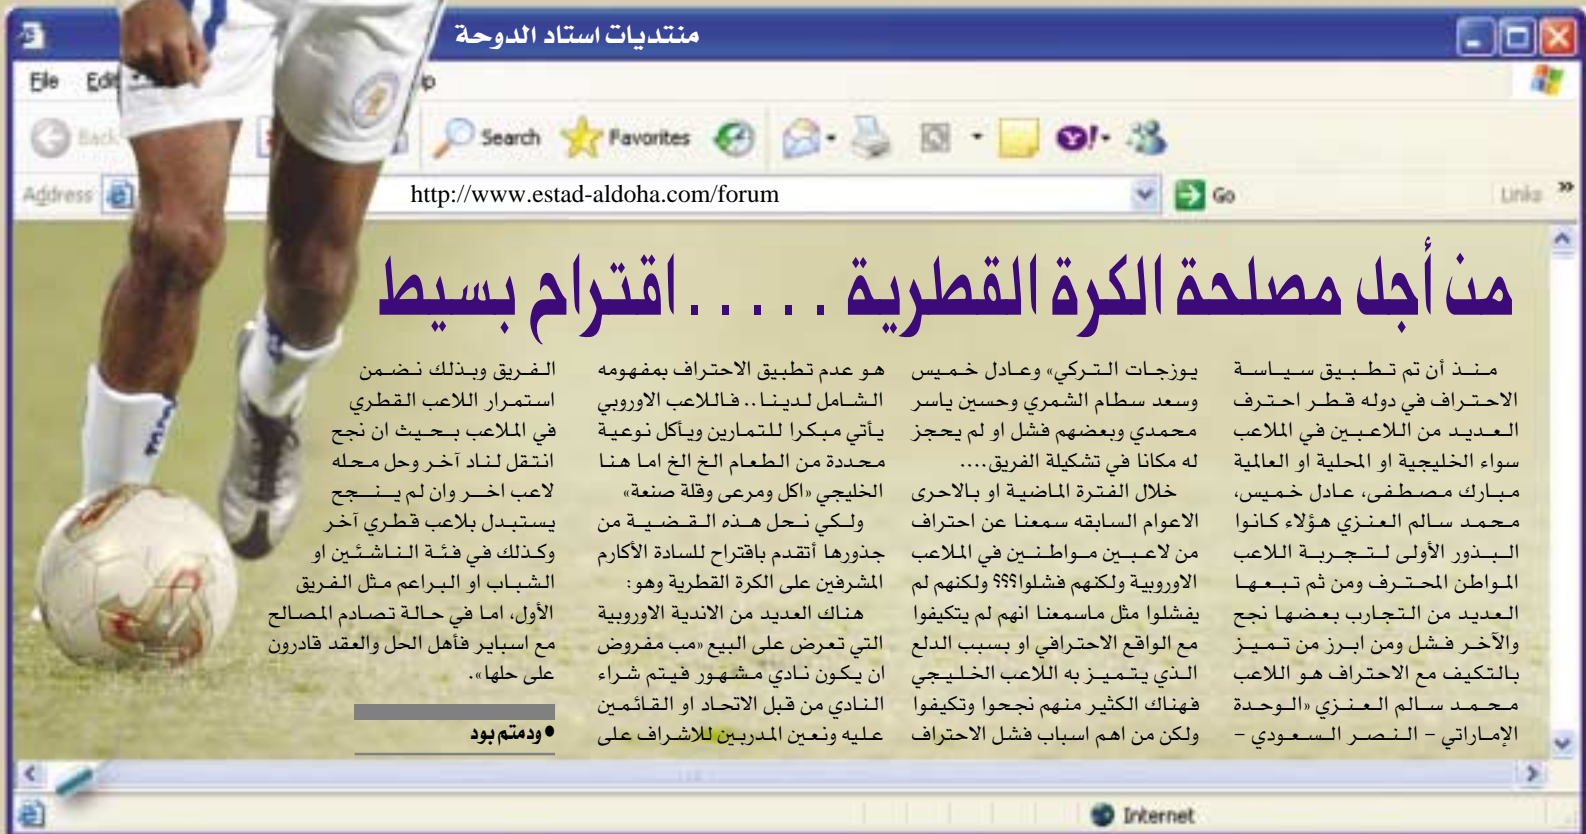 منتديات استاد الدوحة
File Edit
Back Search Favorites
Address http://www.estad-aldoha.com/forum Go Links »
من أجل مصلحة الكرة القطرية . . . . . اقتراح بسيط
منذ أن تم تطبيق سياسة
الاحتراف في دوله قطر احترف
العديد من اللاعبين في الملاعب
سواء الخليجية او المحلية او العالمية
مبارك مصطفى، عادل خميس،
محمد سالم العنزي هؤلاء كانوا
البذور الأولى لتجربة اللاعب
المواطن المحترف ومن ثم تبعها
العديد من التجارب بعضها نجح
والآخر فشل ومن ابرز من تميز
بالتكيف مع الاحتراف هو اللاعب
محمد سالم العنزي «الوحدة
الإماراتي – النصر السعودي –
يوزجات التركي» وعادل خميس
وسعد سطام الشمري وحسين ياسر
محمدي وبعضهم فشل او لم يحجز
له مكانا في تشكيلة الفريق....
خلال الفترة الماضية او بالاحرى
الاعوام السابقه سمعنا عن احتراف
من لاعبين مواطنين في الملاعب
الاوروبية ولكنهم فشلوا؟؟؟ ولكنهم لم
يفشلوا مثل ماسمعنا انهم لم يتكيفوا
مع الواقع الاحترافي او بسبب الدلع
الذي يتميز به اللاعب الخليجي
فهناك الكثير منهم نجحوا وتكيفوا
ولكن من اهم اسباب فشل الاحتراف
هو عدم تطبيق الاحتراف بمفهومه
الشامل لدينا.. فاللاعب الاوروبي
يأتي مبكرا للتمارين ويأكل نوعية
محددة من الطعام الخ الخ اما هنا
الخليجي «اكل ومرعى وقلة صنعة»
ولكي نحل هذه القضية من
جذورها أتقدم باقتراح للسادة الأكارم
المشرفين على الكرة القطرية وهو:
هناك العديد من الاندية الاوروبية
التي تعرض على البيع «مب مفروض
ان يكون نادي مشهور فيتم شراء
النادي من قبل الاتحاد او القائمين
عليه ونعين المدربين للاشراف على
الفريق وبذلك نضمن
استمرار اللاعب القطري
في الملاعب بحيث ان نجح
انتقل لناد آخر وحل محله
لاعب اخر وان لم ينجح
يستبدل بلاعب قطري آخر
وكذلك في فئة الناشئين او
الشباب او البراعم مثل الفريق
الأول، اما في حالة تصادم المصالح
مع اسباير فأهل الحل والعقد قادرون
على حلها».
● ودمتم بود
Internet